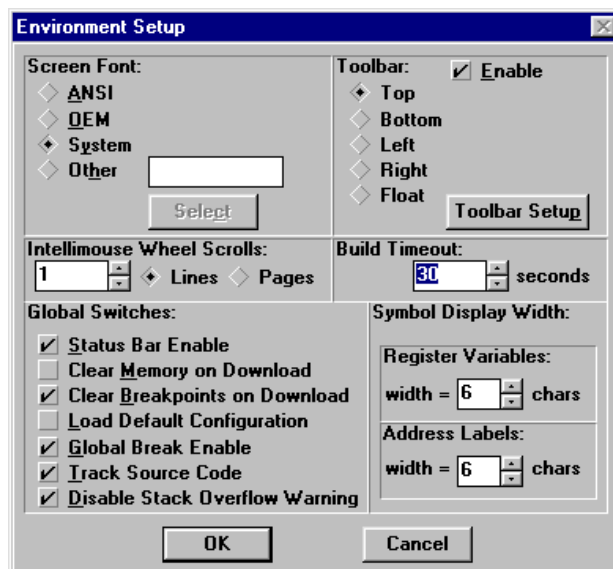 Environment Setup
Screen Font:
ANSI
OEM
System
Other
Select
Toolbar:
Enable
Top
Bottom
Left
Right
Float
Toolbar Setup
Intellimouse Wheel Scrolls:
1 Lines Pages
Build Timeout:
30 seconds
Global Switches:
Status Bar Enable
Clear Memory on Download
Clear Breakpoints on Download
Load Default Configuration
Global Break Enable
Track Source Code
Disable Stack Overflow Warning
Symbol Display Width:
Register Variables:
width = 6 chars
Address Labels:
width = 6 chars
OK
Cancel